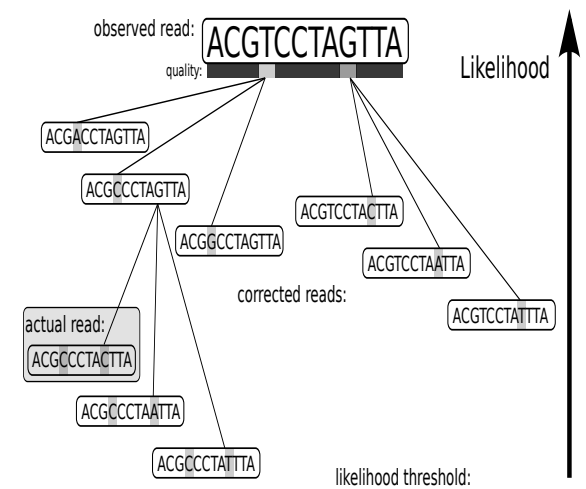 observed read:
ACGTCCTAGTTA
quality:
Likelihood
ACGACCTAGTTA
ACGCCCTAGTTA
ACGTCCTACTTA
ACGGCCTAGTTA
ACGTCCTAATTA
corrected reads:
ACGTCCTATTTA
actual read:
ACGCCCTACTTA
ACGCCCTAATTA
ACGCCCTATTTA
likelihood threshold: